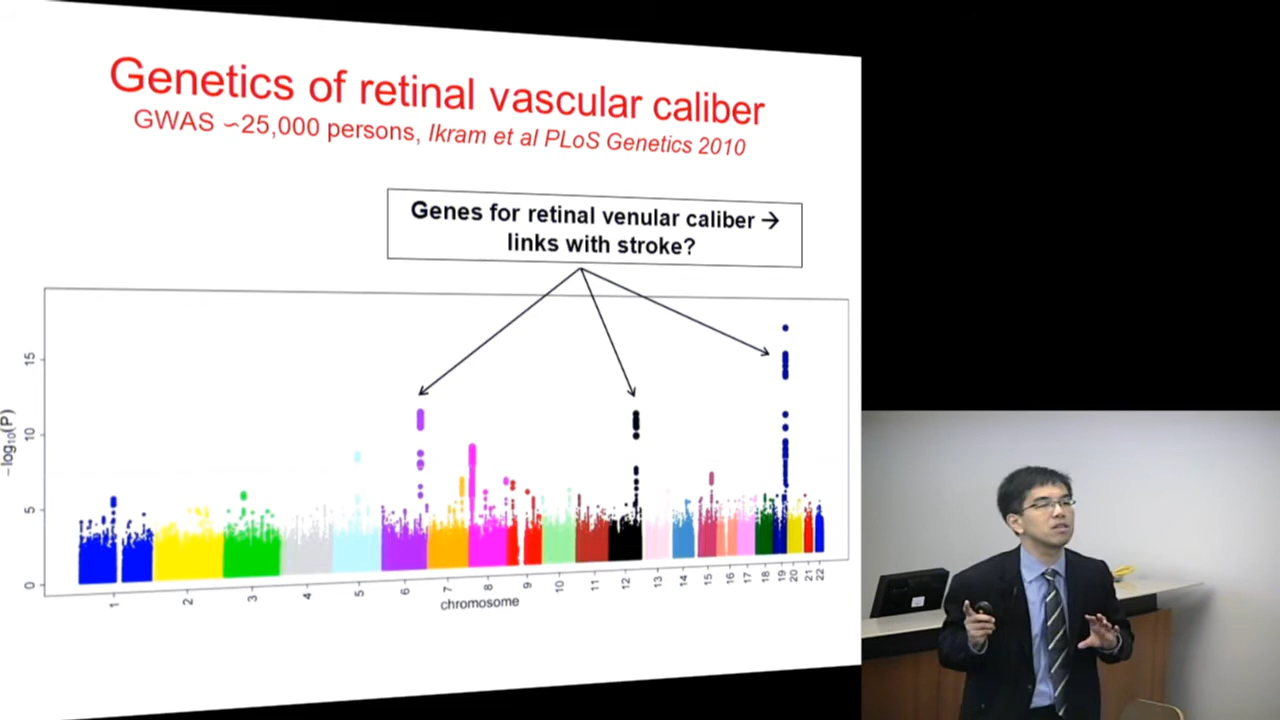 Genetics of retinal vascular caliber
GWAS ~25,000 persons, Ikram et al PLoS Genetics 2010
Genes for retinal venular caliber →
links with stroke?
−log10(P)
15
10
5
0
1 2 3 4 5 6 7 8 9 10 11 12 13 14 15 16 17 18 19 20 21 22
chromosome